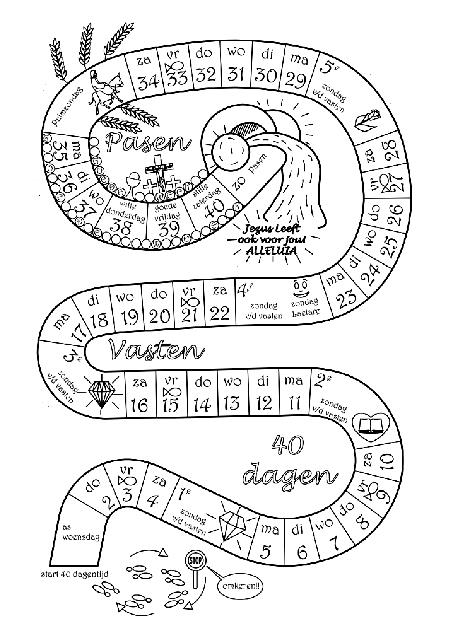 za
34
vr
33
do
32
wo
31
di
30
ma
29
5e
zondag
v/d vasten
Palmzondag
Pasen
ma
35
di
36
wo
37
witte
donderdag
38
goede
vrijdag
39
stille
zaterdag
40
zo
Pasen
Jezus Leeft
ook voor Jou!
ALLELUIA
za
28
vr
27
do
26
wo
25
di
24
ma
23
zondag
Laetare
4e
zondag
v/d vasten
za
22
vr
21
do
20
wo
19
di
18
ma
17
3e
zondag
v/d vasten
Vasten
za
16
vr
15
do
14
wo
13
di
12
ma
11
2e
zondag
v/d vasten
40
dagen
za
10
vr
9
do
8
wo
7
di
6
ma
5
1e
zondag
v/d vasten
za
4
vr
3
do
2
as
woensdag
start 40 dagentijd
STOP
omkeren!!